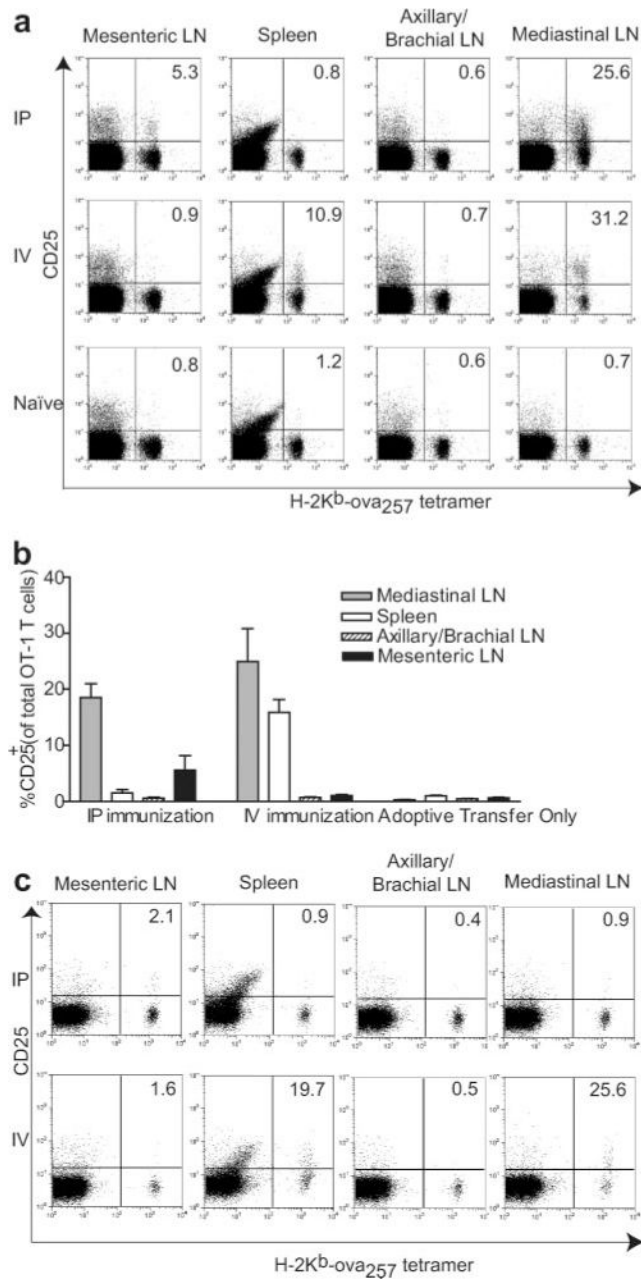 a
Mesenteric LN Spleen Axillary/ Brachial LN Mediastinal LN
IP 5.3 0.8 0.6 25.6
IV 0.9 10.9 0.7 31.2
Naïve 0.8 1.2 0.6 0.7
CD25
H-2Kb-ova257 tetramer
b
%CD25+(of total OT-1 T cells)
40
30
20
10
0
Mediastinal LN
Spleen
Axillary/Brachial LN
Mesenteric LN
IP immunization IV immunization Adoptive Transfer Only
c
Mesenteric LN Spleen Axillary/ Brachial LN Mediastinal LN
IP 2.1 0.9 0.4 0.9
IV 1.6 19.7 0.5 25.6
CD25
H-2Kb-ova257 tetramer